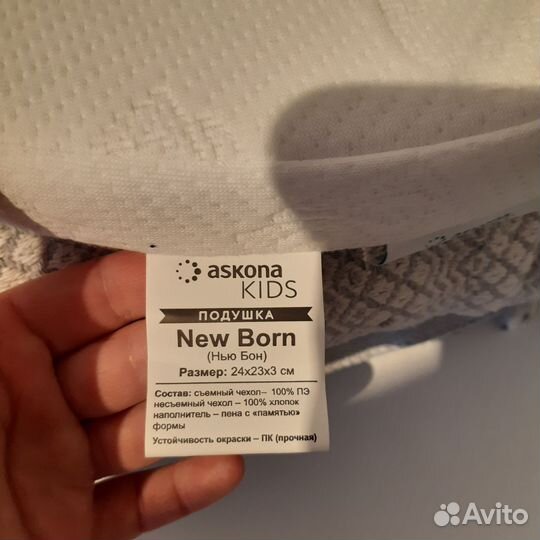 askona
KIDS
ПОДУШКА
New Born
(Нью Бон)
Размер: 24х23х3 см
Состав: съемный чехол– 100% ПЭ
несъемный чехол – 100% хлопок
наполнитель – пена с «памятью»
формы
Устойчивость окраски – ПК (прочная)
Avito